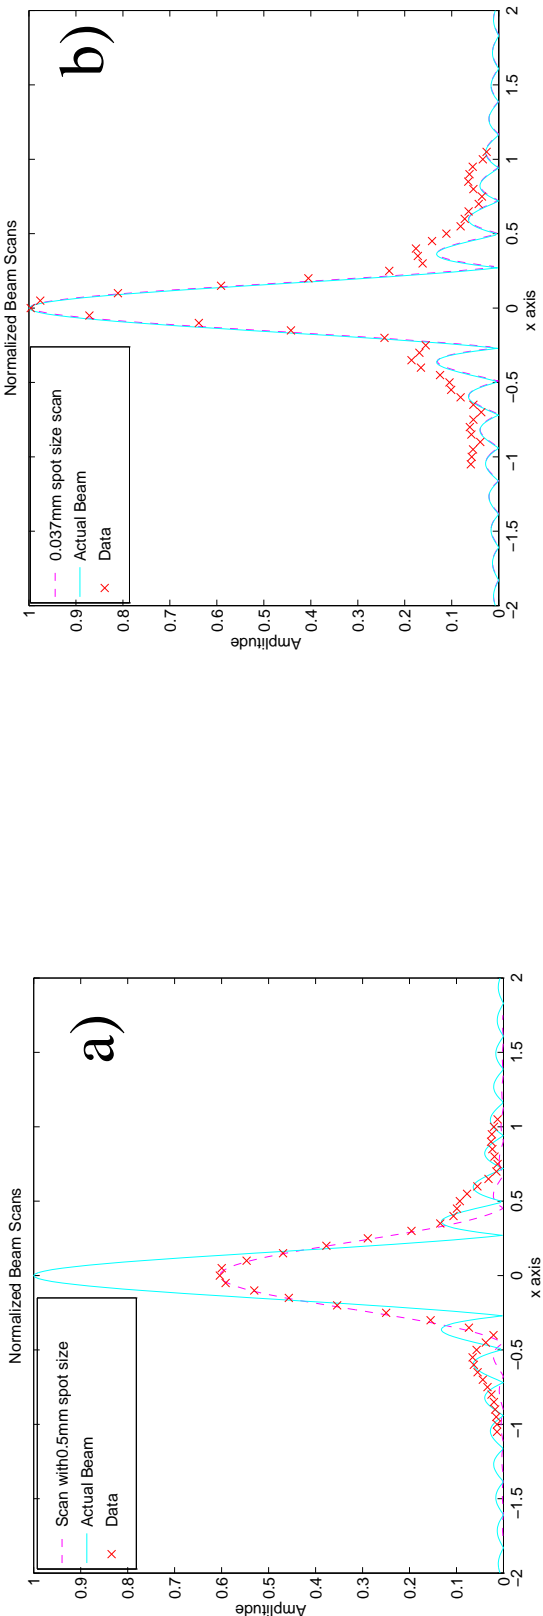 Normalized Beam Scans
a)
Scan with0.5mm spot size
Actual Beam
Data
1
0.9
0.8
0.7
0.6
0.5
0.4
0.3
0.2
0.1
0
Amplitude
−2
−1.5
−1
−0.5
0
0.5
1
1.5
2
x axis
Normalized Beam Scans
b)
0.037mm spot size scan
Actual Beam
Data
1
0.9
0.8
0.7
0.6
0.5
0.4
0.3
0.2
0.1
0
Amplitude
−2
−1.5
−1
−0.5
0
0.5
1
1.5
2
x axis